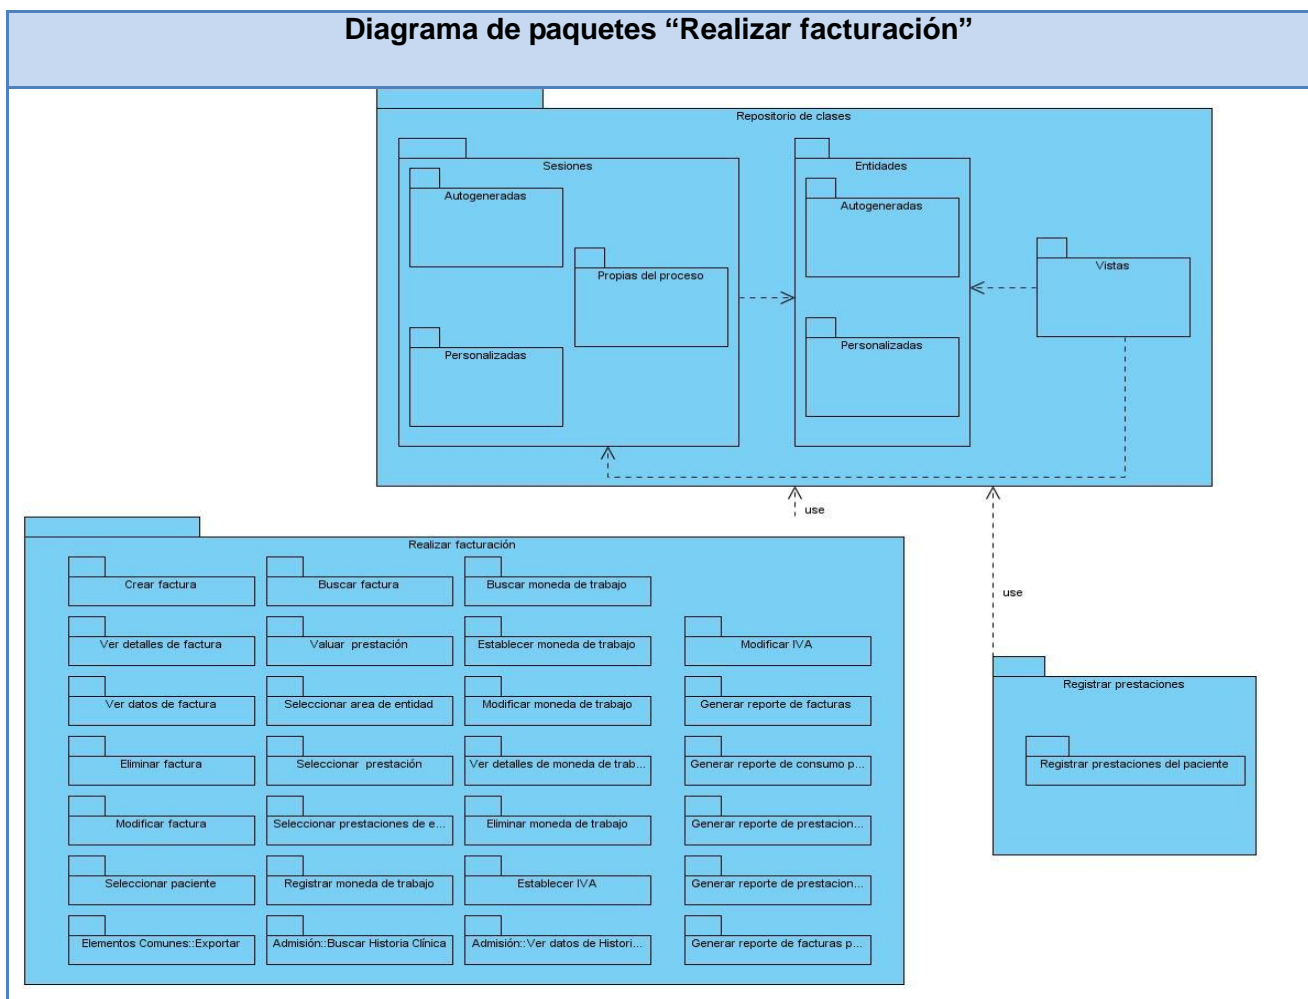 Diagrama de paquetes “Realizar facturación”
Repositorio de clases
Sesiones
Entidades
Autogeneradas
Autogeneradas
Propias del proceso
Vistas
Personalizadas
Personalizadas
use
use
Realizar facturación
Crear factura
Buscar factura
Buscar moneda de trabajo
Ver detalles de factura
Valuar prestación
Establecer moneda de trabajo
Modificar IVA
Ver datos de factura
Seleccionar area de entidad
Modificar moneda de trabajo
Generar reporte de facturas
Eliminar factura
Seleccionar prestación
Ver detalles de moneda de trab...
Generar reporte de consumo p...
Modificar factura
Seleccionar prestaciones de e...
Eliminar moneda de trabajo
Generar reporte de prestacion...
Seleccionar paciente
Registrar moneda de trabajo
Establecer IVA
Generar reporte de prestacion...
Elementos Comunes::Exportar
Admisión::Buscar Historia Clínica
Admisión::Ver datos de Histori...
Generar reporte de facturas p...
Registrar prestaciones
Registrar prestaciones del paciente